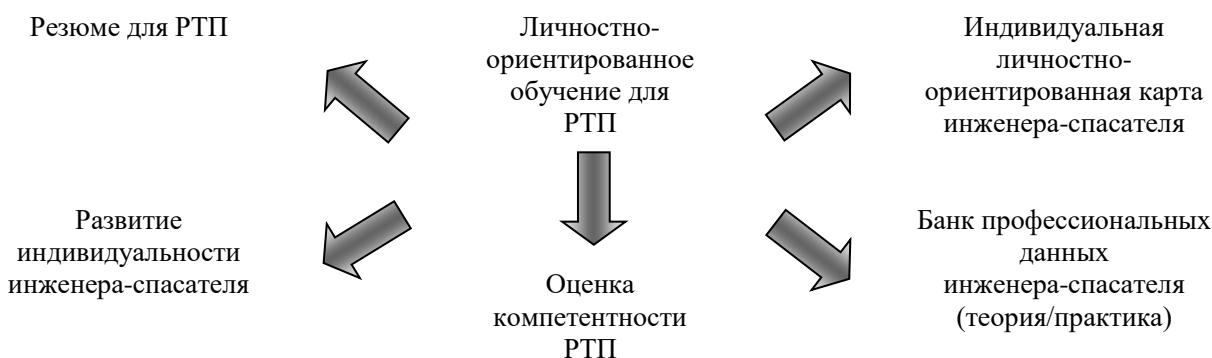 Резюме для РТП
Личностно-
ориентированное
обучение для
РТП
Индивидуальная
личностно-
ориентированная карта
инженера-спасателя
Развитие
индивидуальности
инженера-спасателя
Оценка
компетентности
РТП
Банк профессиональных
данных
инженера-спасателя
(теория/практика)